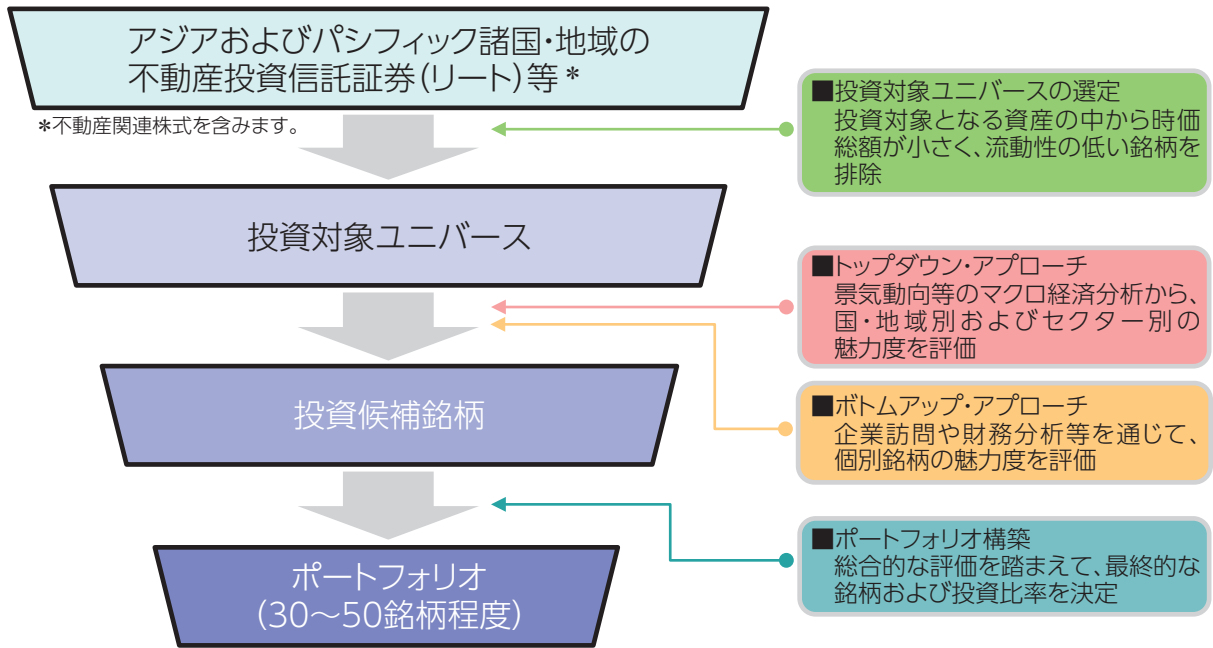 アジアおよびパシフィック諸国・地域の
不動産投資信託証券(リート)等*
*不動産関連株式を含みます。
■投資対象ユニバースの選定
投資対象となる資産の中から時価
総額が小さく、流動性の低い銘柄を
排除
投資対象ユニバース
■トップダウン・アプローチ
景気動向等のマクロ経済分析から、
国・地域別およびセクター別の
魅力度を評価
■ボトムアップ・アプローチ
企業訪問や財務分析等を通じて、
個別銘柄の魅力度を評価
投資候補銘柄
■ポートフォリオ構築
総合的な評価を踏まえて、最終的な
銘柄および投資比率を決定
ポートフォリオ
(30〜50銘柄程度)